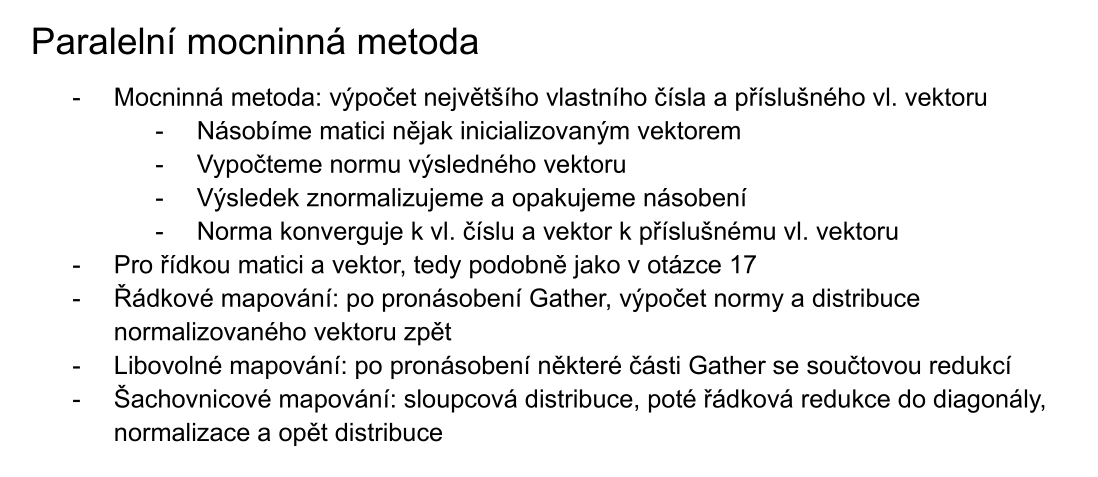 Paralelní mocninná metoda
- Mocninná metoda: výpočet největšího vlastního čísla a příslušného vl. vektoru
- Násobíme matici nějak inicializovaným vektorem
- Vypočteme normu výsledného vektoru
- Výsledek znormalizujeme a opakujeme násobení
- Norma konverguje k vl. číslu a vektor k příslušnému vl. vektoru
- Pro řídkou matici a vektor, tedy podobně jako v otázce 17
- Řádkové mapování: po pronásobení Gather, výpočet normy a distribuce
normalizovaného vektoru zpět
- Libovolné mapování: po pronásobení některé části Gather se součtovou redukcí
- Šachovnicové mapování: sloupcová distribuce, poté řádková redukce do diagonály,
normalizace a opět distribuce